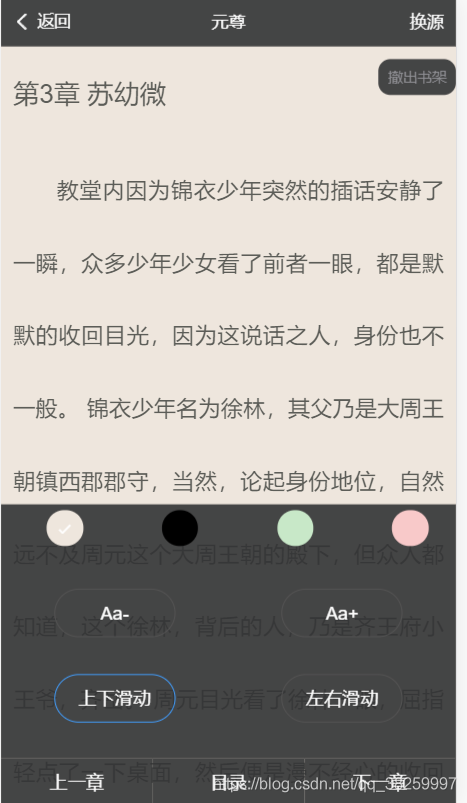 返回 元尊 换源
撤出书架
第3章 苏幼微
教堂内因为锦衣少年突然的插话安静了
一瞬，众多少年少女看了前者一眼，都是默
默的收回目光，因为这说话之人，身份也不
一般。 锦衣少年名为徐林，其父乃是大周王
朝镇西郡郡守，当然，论起身份地位，自然
远不及周元这个大周王朝的殿下，但众人都
Aa- Aa+
知道，这个徐林，背后的人，乃是齐王府小
王爷，周元目光看了徐，屈指
上下滑动 左右滑动
轻点了一下桌面，然后便是漫不经心的收回
上一章 目录 下一章
https://blog.csdn.net/qq_39259997